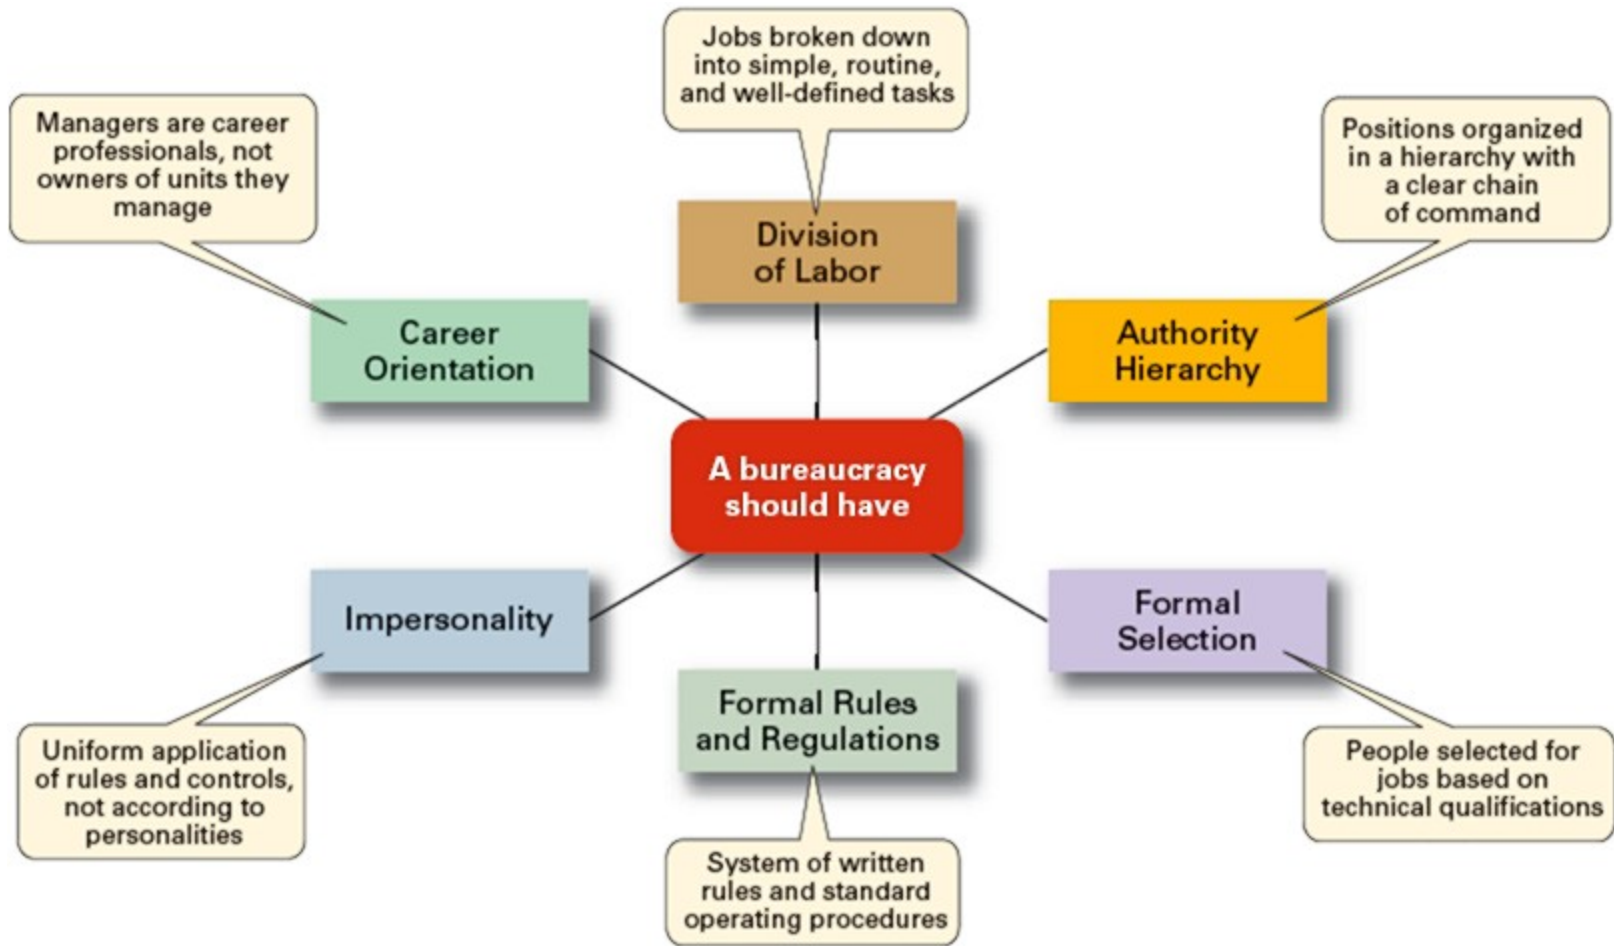 Jobs broken down
into simple, routine,
and well-defined tasks
Managers are career
professionals, not
owners of units they
manage
Positions organized
in a hierarchy with
a clear chain
of command
Division
of Labor
Career
Orientation
Authority
Hierarchy
A bureaucracy
should have
Impersonality
Formal
Selection
Formal Rules
and Regulations
Uniform application
of rules and controls,
not according to
personalities
People selected for
jobs based on
technical qualifications
System of written
rules and standard
operating procedures